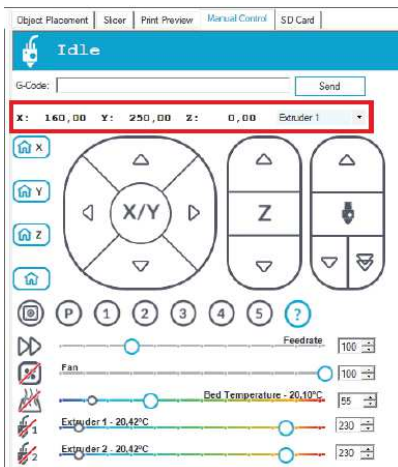 Object Placement Slicer Print Preview Manual Control SD Card
Idle
G-Code: Send
X: 160,00 Y: 250,00 Z: 0,00 Extruder 1
X
Y
Z
X/Y
Z
P 1 2 3 4 5 ?
Feedrate 100
Fan 100
Bed Temperature - 20,10°C 55
1 Extruder 1 - 20,42°C 230
2 Extruder 2 - 20,42°C 230